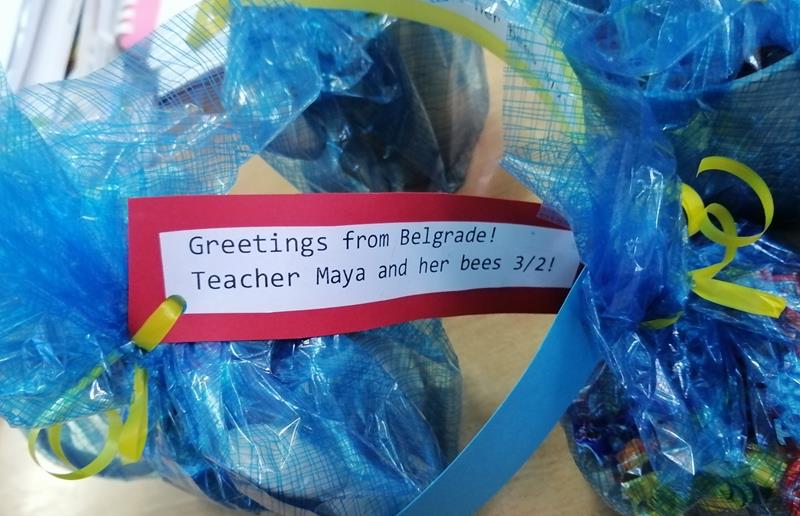 Greetings from Belgrade!
Teacher Maya and her bees 3/2!